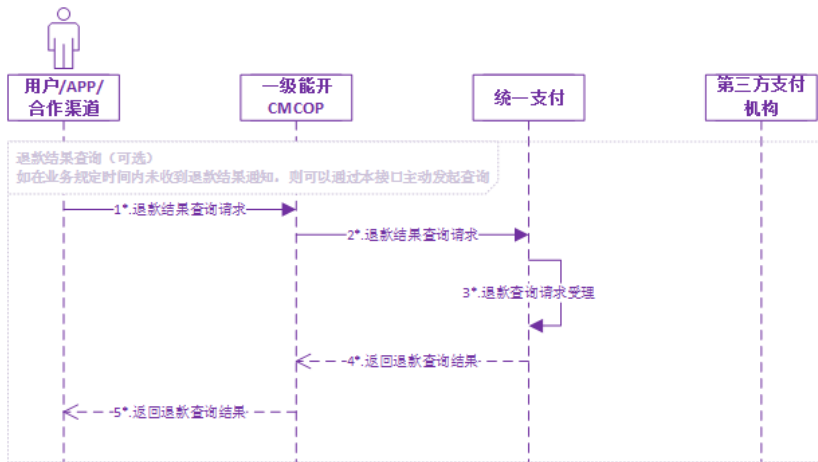 用户/APP/
合作渠道
一级能开
CMCOP
统一支付
第三方支付
机构
退款结果查询（可选）
如在业务规定时间内未收到退款结果通知，则可以通过本接口主动发起查询
1*.退款结果查询请求
2*.退款结果查询请求
3*.退款查询请求受理
4*.返回退款查询结果
5*.返回退款查询结果